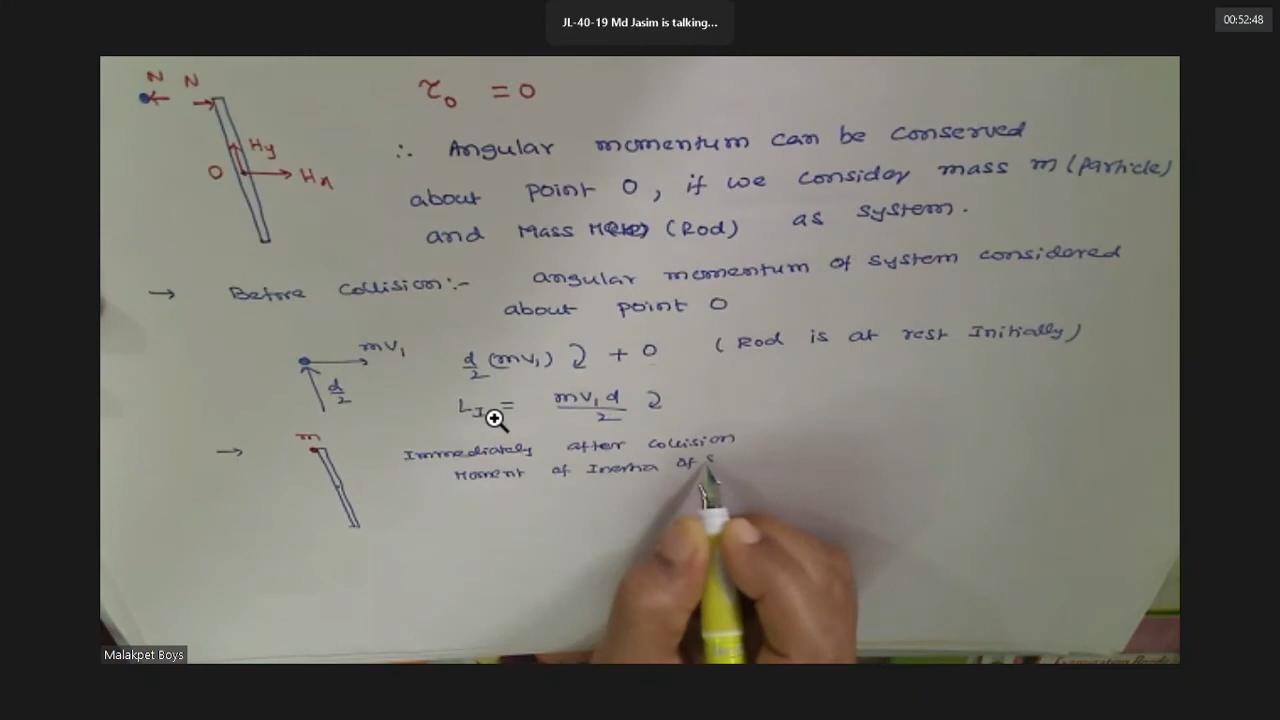 JL-40-19 Md Jasim is talking...
00:52:48
N N
τ₀ = 0
Hy
O Hx
∴ Angular momentum can be conserved
about point O, if we consider mass m (particle)
and Mass M (Rod) as system.
→ Before Collision:- angular momentum of system considered
about point O
mV₁ d/2 (mV₁) + 0 (Rod is at rest Initially)
d/2
L_I = mV₁d/2
→ m Immediately after collision
Moment of Inertia of s
Malakpet Boys